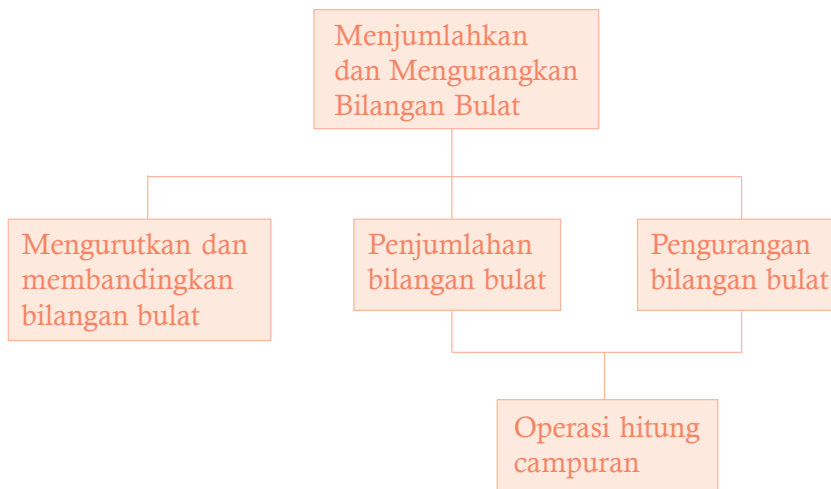 Menjumlahkan
dan Mengurangkan
Bilangan Bulat
Mengurutkan dan
membandingkan
bilangan bulat
Penjumlahan
bilangan bulat
Pengurangan
bilangan bulat
Operasi hitung
campuran